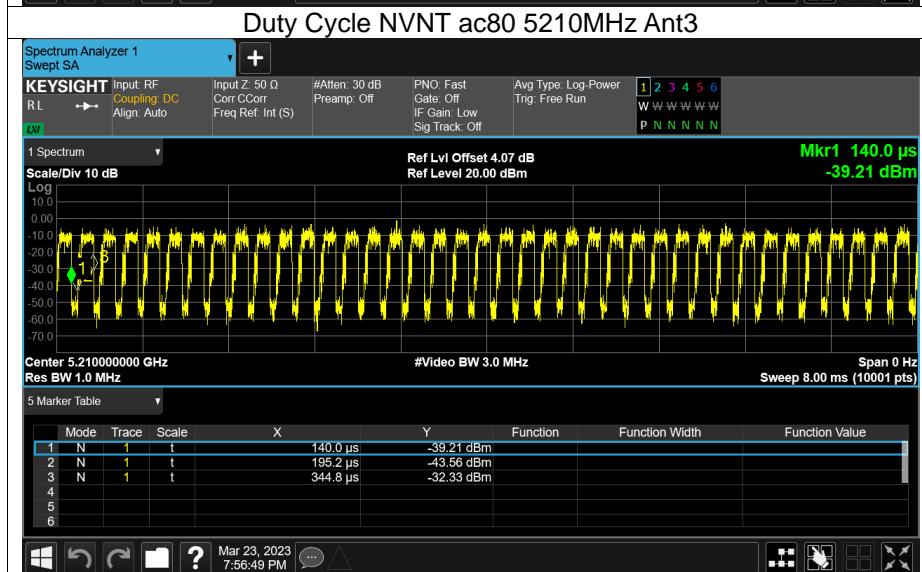 Duty Cycle NVNT ac80 5210MHz Ant3
Spectrum Analyzer 1
Swept SA
+
KEYSIGHT Input: RF Input Z: 50 Ω #Atten: 30 dB PNO: Fast Avg Type: Log-Power 1 2 3 4 5 6
R L Coupling: DC Corr CCorr Preamp: Off Gate: Off Trig: Free Run W W W W W W
Align: Auto Freq Ref: Int (S) IF Gain: Low
LXI Sig Track: Off P N N N N N
1 Spectrum Ref Lvl Offset 4.07 dB Mkr1 140.0 µs
Scale/Div 10 dB Ref Level 20.00 dBm -39.21 dBm
Log
10.0
0.00
-10.0
-20.0
-30.0
-40.0
-50.0
-60.0
-70.0
1
3
Center 5.210000000 GHz #Video BW 3.0 MHz Span 0 Hz
Res BW 1.0 MHz Sweep 8.00 ms (10001 pts)
5 Marker Table
Mode Trace Scale X Y Function Function Width Function Value
1 N 1 t 140.0 µs -39.21 dBm
2 N 1 t 195.2 µs -43.56 dBm
3 N 1 t 344.8 µs -32.33 dBm
4
5
6
? Mar 23, 2023
7:56:49 PM